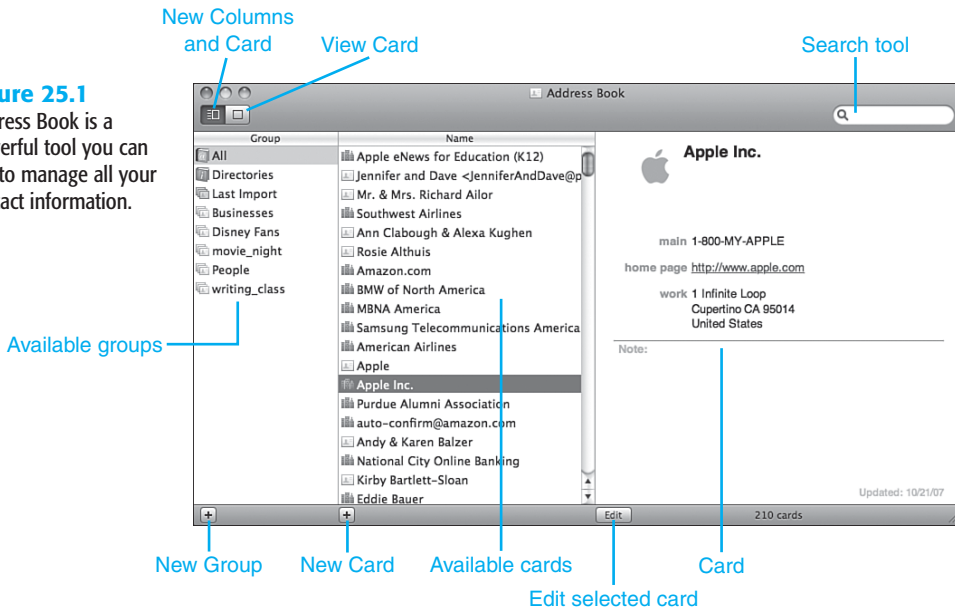 New Columns
and Card
View Card
Search tool
ure 25.1
ress Book is a
erful tool you can
to manage all your
act information.
Address Book
Group
Name
All
Directories
Last Import
Businesses
Disney Fans
movie_night
People
writing_class
Apple eNews for Education (K12)
Jennifer and Dave <JenniferAndDave@p
Mr. & Mrs. Richard Ailor
Southwest Airlines
Ann Clabough & Alexa Kughen
Rosie Althuis
Amazon.com
BMW of North America
MBNA America
Samsung Telecommunications America
American Airlines
Apple
Apple Inc.
Purdue Alumni Association
auto-confirm@amazon.com
Andy & Karen Balzer
National City Online Banking
Kirby Bartlett-Sloan
Eddie Bauer
Apple Inc.
main 1-800-MY-APPLE
home page http://www.apple.com
work 1 Infinite Loop
Cupertino CA 95014
United States
Note:
Updated: 10/21/07
Edit
210 cards
Available groups
New Group
New Card
Available cards
Card
Edit selected card